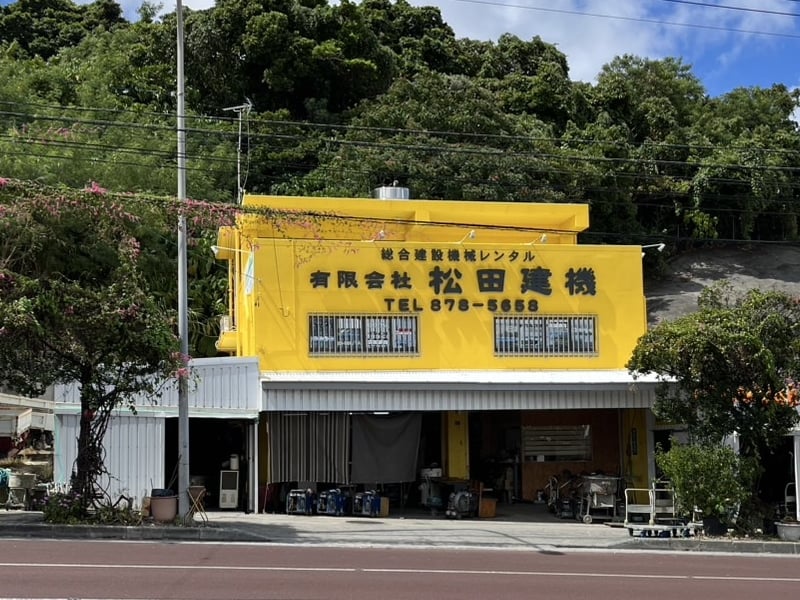 総合建設機械レンタル
有限会社 松田建機
TEL 878-5658